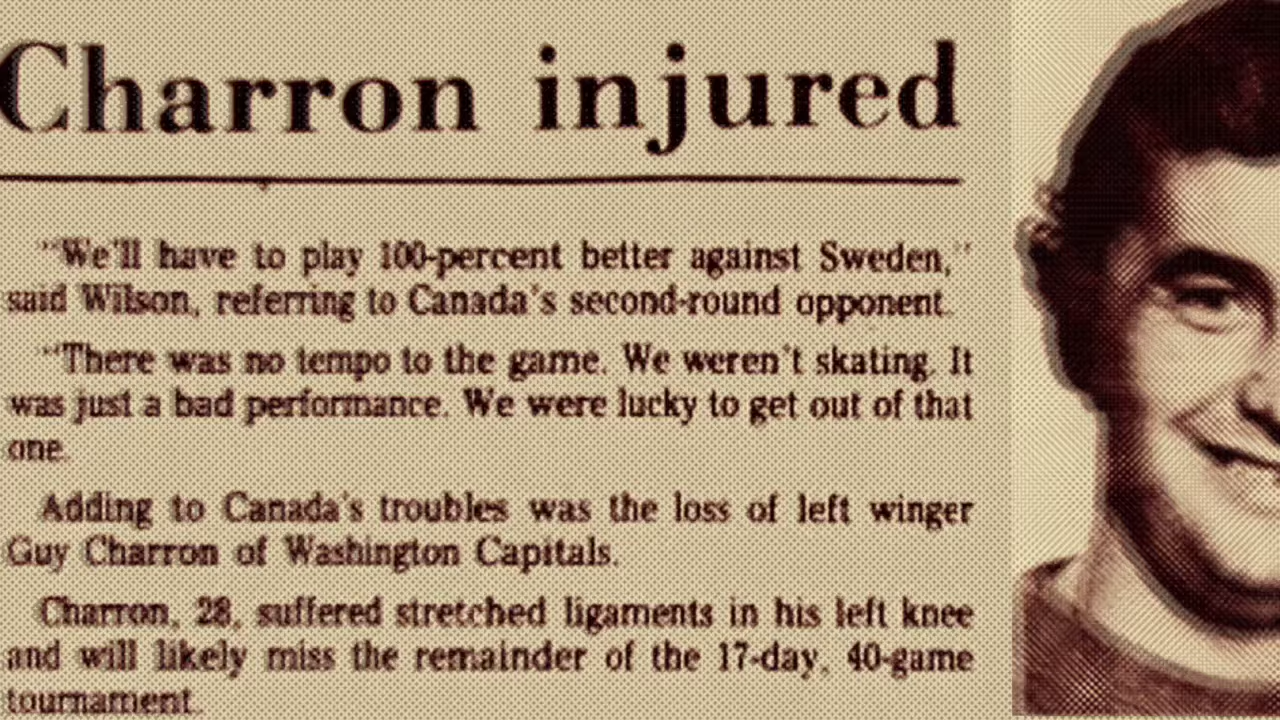 Charron injured
"We'll have to play 100-percent better against Sweden,"
said Wilson, referring to Canada's second-round opponent.
"There was no tempo to the game. We weren't skating. It
was just a bad performance. We were lucky to get out of that
one.
Adding to Canada's troubles was the loss of left winger
Guy Charron of Washington Capitals.
Charron, 28, suffered stretched ligaments in his left knee
and will likely miss the remainder of the 17-day, 40-game
tournament.